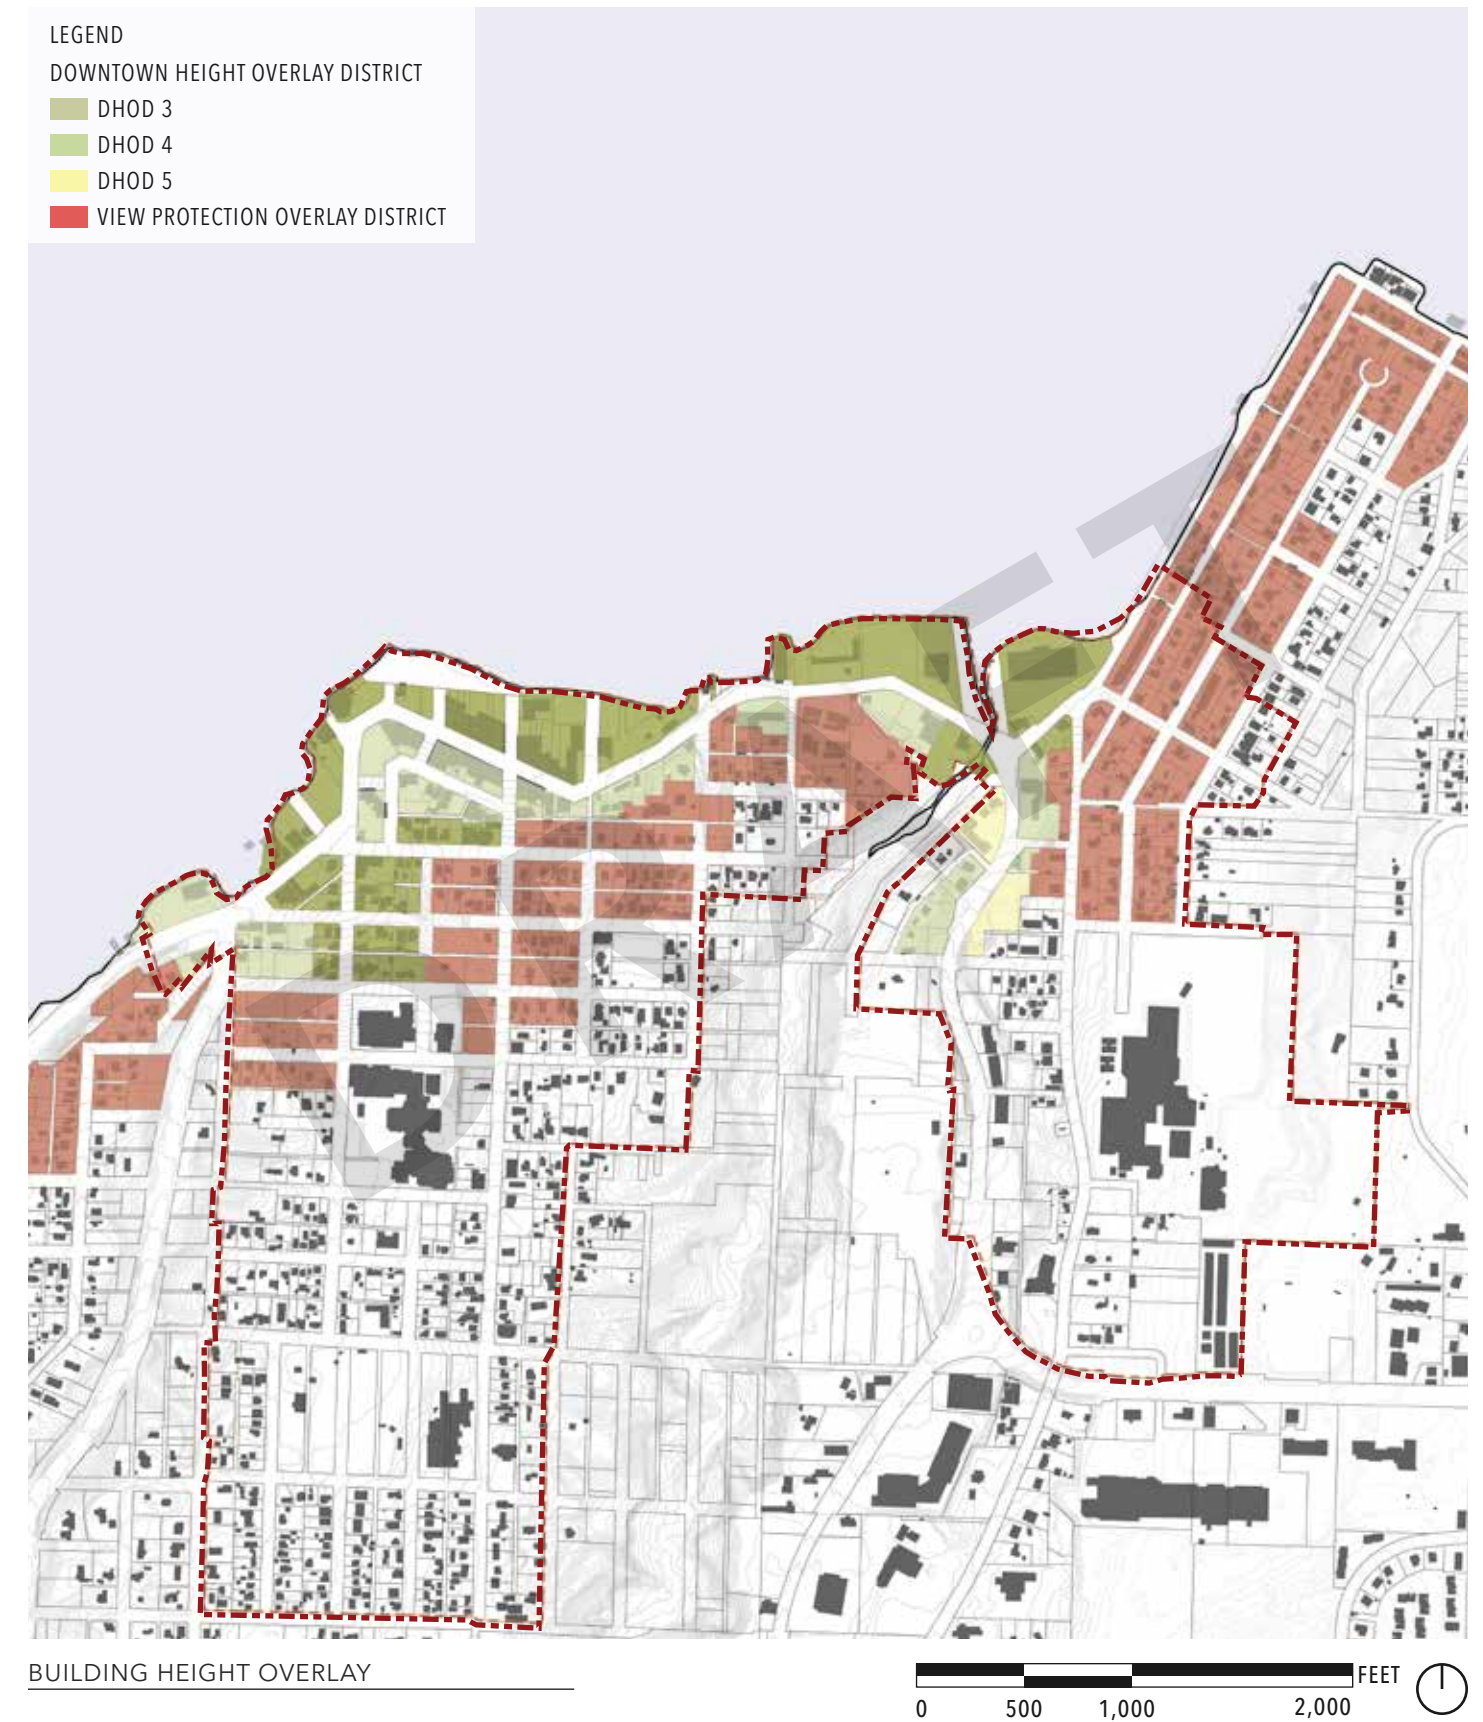 LEGEND
DOWNTOWN HEIGHT OVERLAY DISTRICT
DHOD 3
DHOD 4
DHOD 5
VIEW PROTECTION OVERLAY DISTRICT
DRAFT
BUILDING HEIGHT OVERLAY
FEET
0 500 1,000 2,000